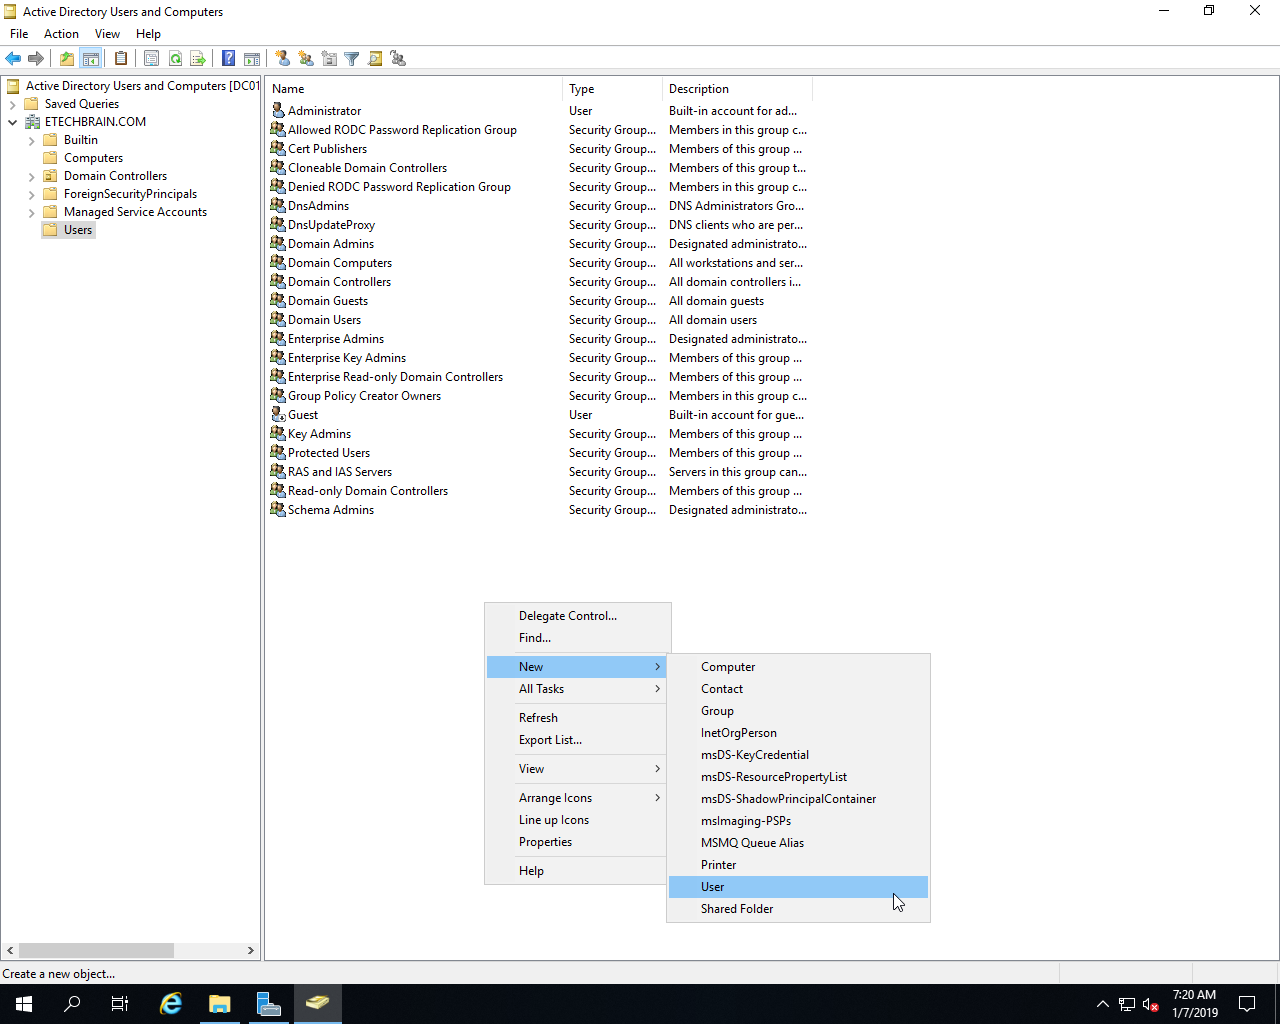 Active Directory Users and Computers
File Action View Help
Active Directory Users and Computers [DC01
Saved Queries
ETECHBRAIN.COM
Builtin
Computers
Domain Controllers
ForeignSecurityPrincipals
Managed Service Accounts
Users
Name Type Description
Administrator User Built-in account for ad...
Allowed RODC Password Replication Group Security Group... Members in this group c...
Cert Publishers Security Group... Members of this group ...
Cloneable Domain Controllers Security Group... Members of this group t...
Denied RODC Password Replication Group Security Group... Members in this group c...
DnsAdmins Security Group... DNS Administrators Gro...
DnsUpdateProxy Security Group... DNS clients who are per...
Domain Admins Security Group... Designated administrato...
Domain Computers Security Group... All workstations and ser...
Domain Controllers Security Group... All domain controllers i...
Domain Guests Security Group... All domain guests
Domain Users Security Group... All domain users
Enterprise Admins Security Group... Designated administrato...
Enterprise Key Admins Security Group... Members of this group ...
Enterprise Read-only Domain Controllers Security Group... Members of this group ...
Group Policy Creator Owners Security Group... Members in this group c...
Guest User Built-in account for gue...
Key Admins Security Group... Members of this group ...
Protected Users Security Group... Members of this group ...
RAS and IAS Servers Security Group... Servers in this group can...
Read-only Domain Controllers Security Group... Members of this group ...
Schema Admins Security Group... Designated administrato...
Delegate Control...
Find...
New
All Tasks
Refresh
Export List...
View
Arrange Icons
Line up Icons
Properties
Help
Computer
Contact
Group
InetOrgPerson
msDS-KeyCredential
msDS-ResourcePropertyList
msDS-ShadowPrincipalContainer
msImaging-PSPs
MSMQ Queue Alias
Printer
User
Shared Folder
Create a new object...
7:20 AM
1/7/2019